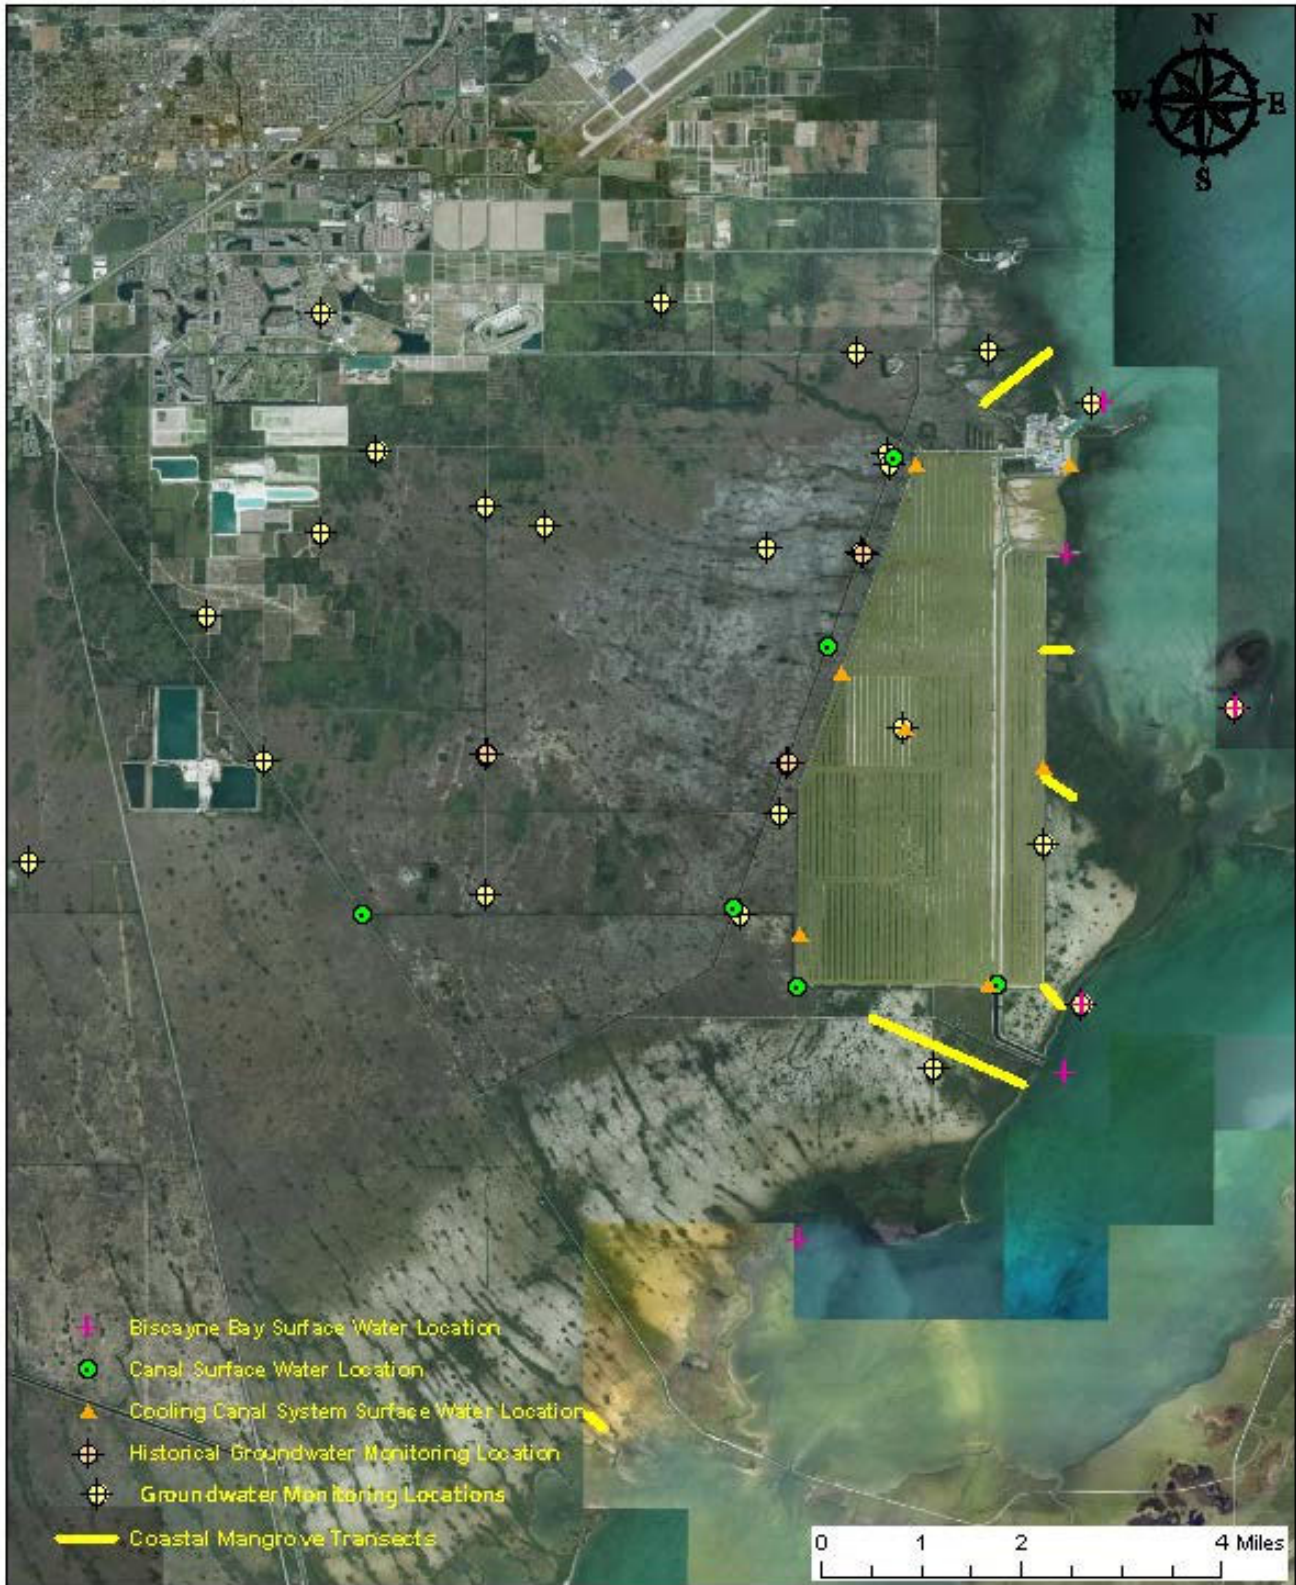 N
W E
S
Biscayne Bay Surface Water Location
Canal Surface Water Location
Cooling Canal System Surface Water Location
Historical Groundwater Monitoring Location
Groundwater Monitoring Locations
Coastal Mangrove Transects
0 1 2 4 Miles